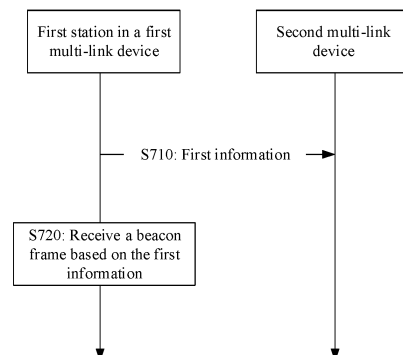 First station in a first
multi-link device
Second multi-link
device
S710: First information
S720: Receive a beacon
frame based on the first
information